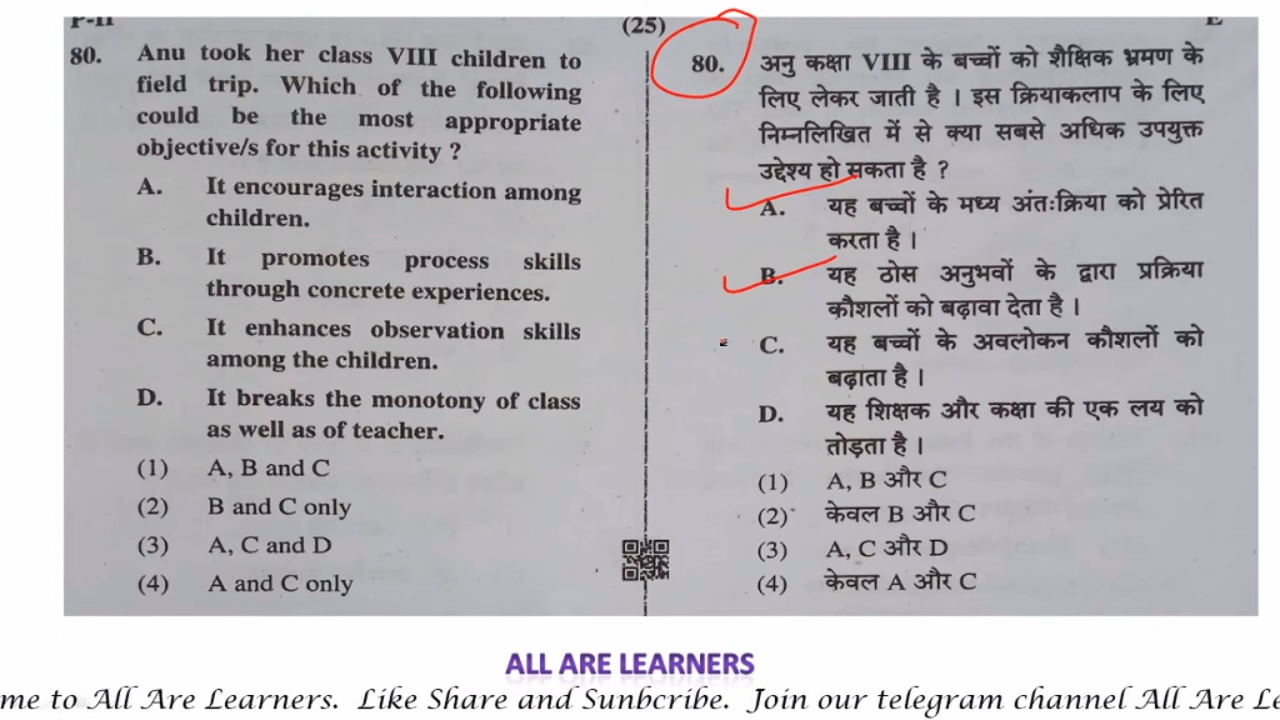 P-II
(25)
E
80. Anu took her class VIII children to
field trip. Which of the following
could be the most appropriate
objective/s for this activity ?
A. It encourages interaction among
children.
B. It promotes process skills
through concrete experiences.
C. It enhances observation skills
among the children.
D. It breaks the monotony of class
as well as of teacher.
(1) A, B and C
(2) B and C only
(3) A, C and D
(4) A and C only
80. अनु कक्षा VIII के बच्चों को शैक्षिक भ्रमण के
लिए लेकर जाती है । इस क्रियाकलाप के लिए
निम्नलिखित में से क्या सबसे अधिक उपयुक्त
उद्देश्य हो सकता है ?
A. यह बच्चों के मध्य अंतःक्रिया को प्रेरित
करता है ।
B. यह ठोस अनुभवों के द्वारा प्रक्रिया
कौशलों को बढ़ावा देता है ।
C. यह बच्चों के अवलोकन कौशलों को
बढ़ाता है ।
D. यह शिक्षक और कक्षा की एक लय को
तोड़ता है ।
(1) A, B और C
(2) केवल B और C
(3) A, C और D
(4) केवल A और C
ALL ARE LEARNERS
me to All Are Learners. Like Share and Sunbcribe. Join our telegram channel All Are Le